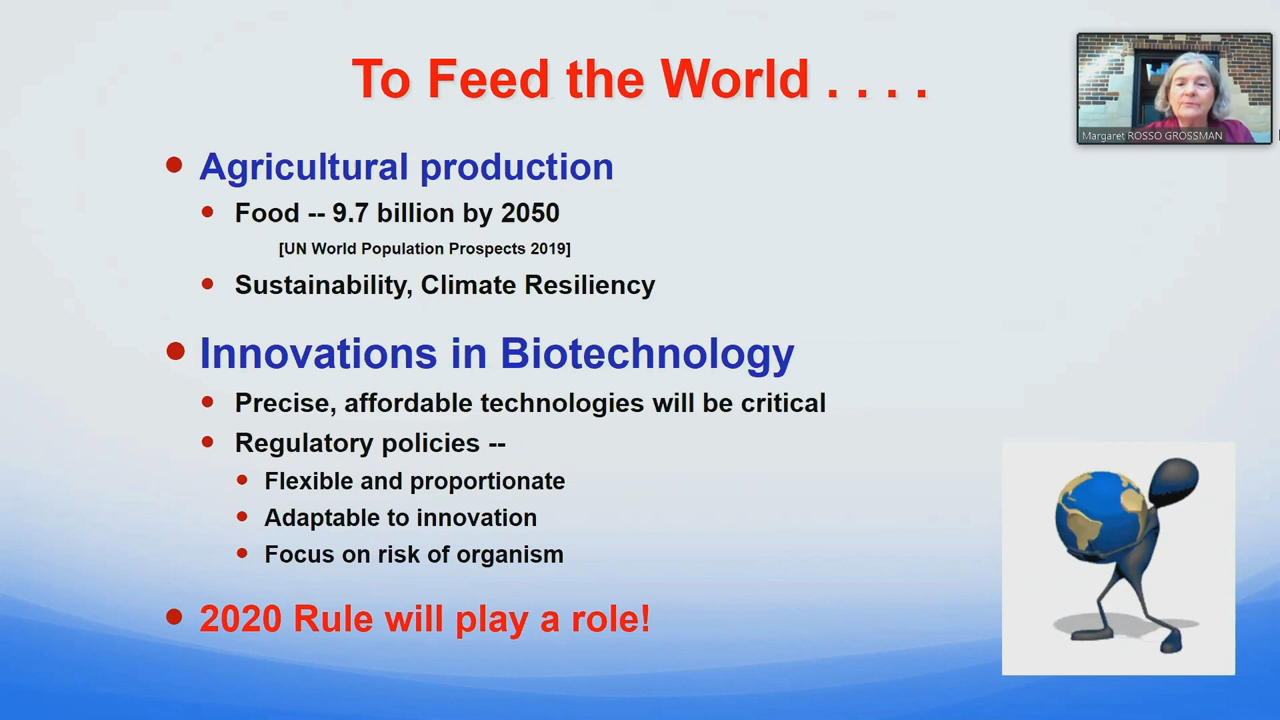 To Feed the World . . . .
Margaret ROSSO GROSSMAN
Agricultural production
Food -- 9.7 billion by 2050
[UN World Population Prospects 2019]
Sustainability, Climate Resiliency
Innovations in Biotechnology
Precise, affordable technologies will be critical
Regulatory policies --
Flexible and proportionate
Adaptable to innovation
Focus on risk of organism
2020 Rule will play a role!